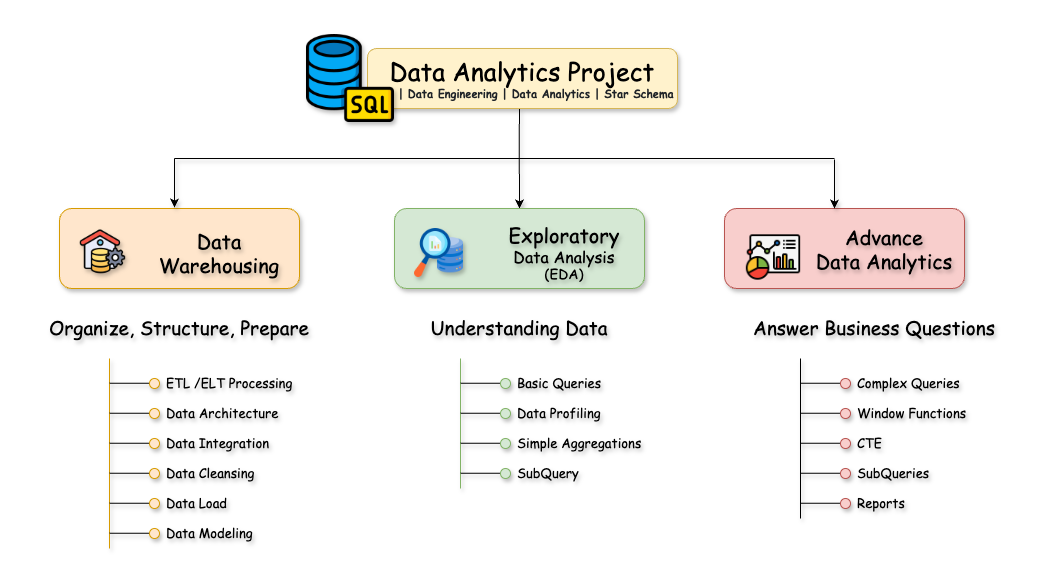 Data Analytics Project
SQL | Data Engineering | Data Analytics | Star Schema
Data
Warehousing
Exploratory
Data Analysis
(EDA)
Advance
Data Analytics
Organize, Structure, Prepare
ETL /ELT Processing
Data Architecture
Data Integration
Data Cleansing
Data Load
Data Modeling
Understanding Data
Basic Queries
Data Profiling
Simple Aggregations
SubQuery
Answer Business Questions
Complex Queries
Window Functions
CTE
SubQueries
Reports